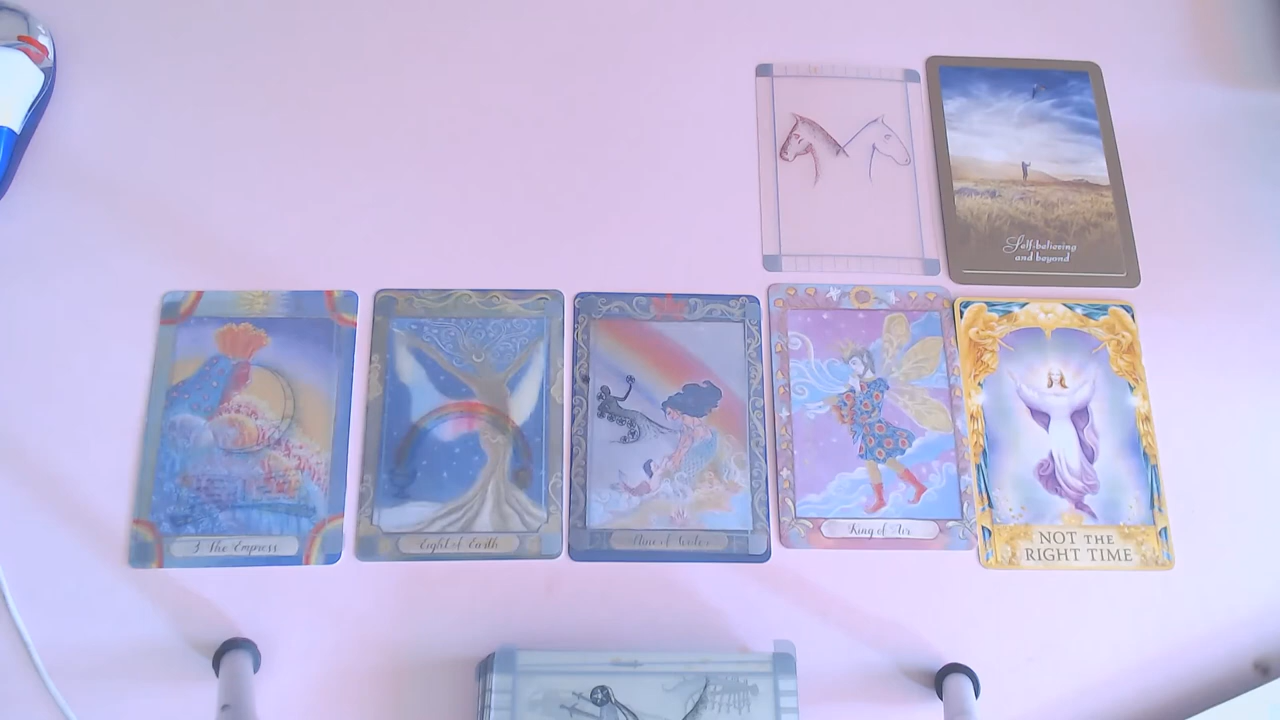 Self-believing
and beyond
3 The Empress
Eight of Earth
Nine of Water
King of Air
NOT THE
RIGHT TIME